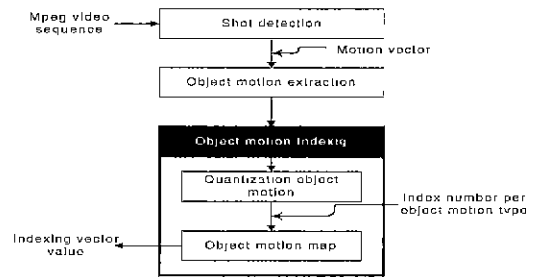 Mpeg video
sequence
Shot detection
Motion vector
Object motion extraction
Object motion Indexig
Quantization object
motion
Index number per
object motion type
Indexing vector
value
Object motion map